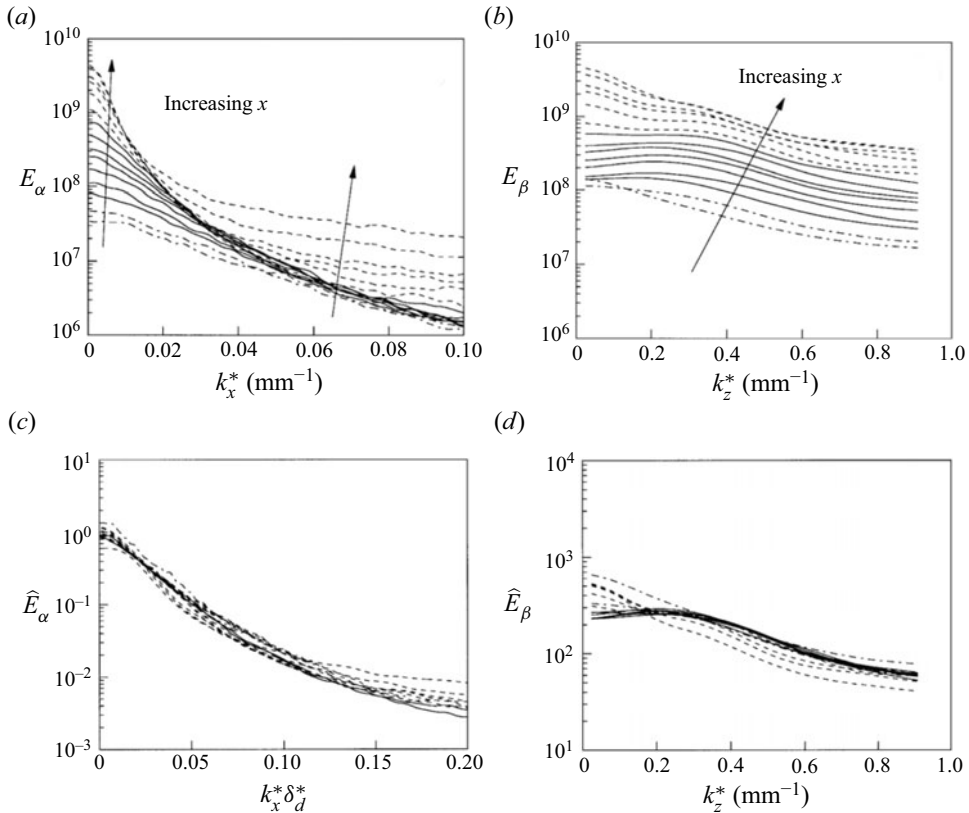 (a)
10^10
10^9
10^8
10^7
10^6
E_α
Increasing x
0 0.02 0.04 0.06 0.08 0.10
k_x^* (mm^−1)
(b)
10^10
10^9
10^8
10^7
10^6
E_β
Increasing x
0 0.2 0.4 0.6 0.8 1.0
k_z^* (mm^−1)
(c)
10^1
10^0
10^−1
10^−2
10^−3
Ê_α
0 0.05 0.10 0.15 0.20
k_x^* δ_d^*
(d)
10^4
10^3
10^2
10^1
Ê_β
0 0.2 0.4 0.6 0.8 1.0
k_z^* (mm^−1)